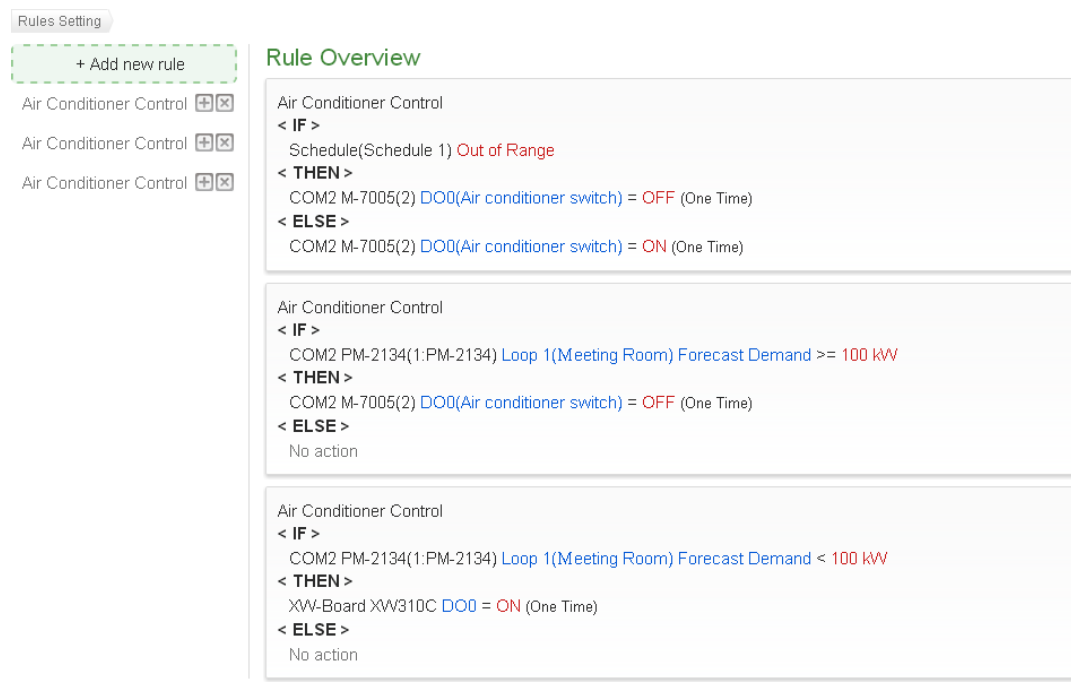 Rules Setting
+ Add new rule
Air Conditioner Control
Air Conditioner Control
Air Conditioner Control
Rule Overview
Air Conditioner Control
< IF >
Schedule(Schedule 1) Out of Range
< THEN >
COM2 M-7005(2) DO0(Air conditioner switch) = OFF (One Time)
< ELSE >
COM2 M-7005(2) DO0(Air conditioner switch) = ON (One Time)
Air Conditioner Control
< IF >
COM2 PM-2134(1:PM-2134) Loop 1(Meeting Room) Forecast Demand >= 100 kW
< THEN >
COM2 M-7005(2) DO0(Air conditioner switch) = OFF (One Time)
< ELSE >
No action
Air Conditioner Control
< IF >
COM2 PM-2134(1:PM-2134) Loop 1(Meeting Room) Forecast Demand < 100 kW
< THEN >
XW-Board XW310C DO0 = ON (One Time)
< ELSE >
No action